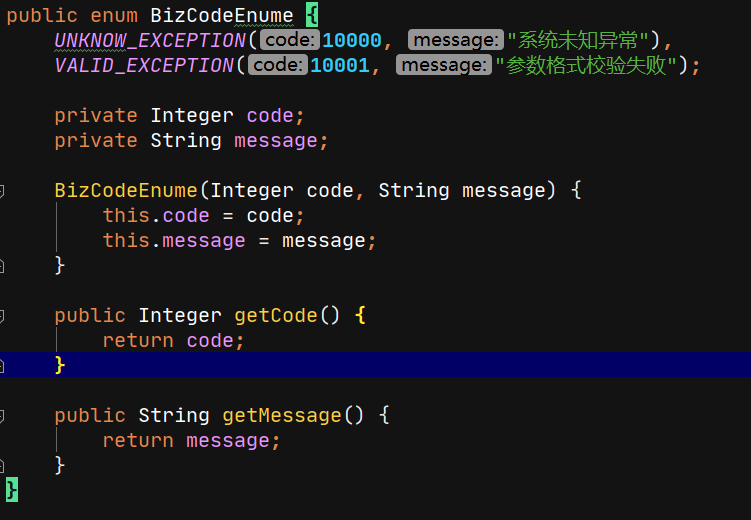 public enum BizCodeEnume {
    UNKNOW_EXCEPTION(code: 10000, message: "系统未知异常"),
    VALID_EXCEPTION(code: 10001, message: "参数格式校验失败");
    private Integer code;
    private String message;
    BizCodeEnume(Integer code, String message) {
        this.code = code;
        this.message = message;
    }
    public Integer getCode() {
        return code;
    }
    public String getMessage() {
        return message;
    }
}